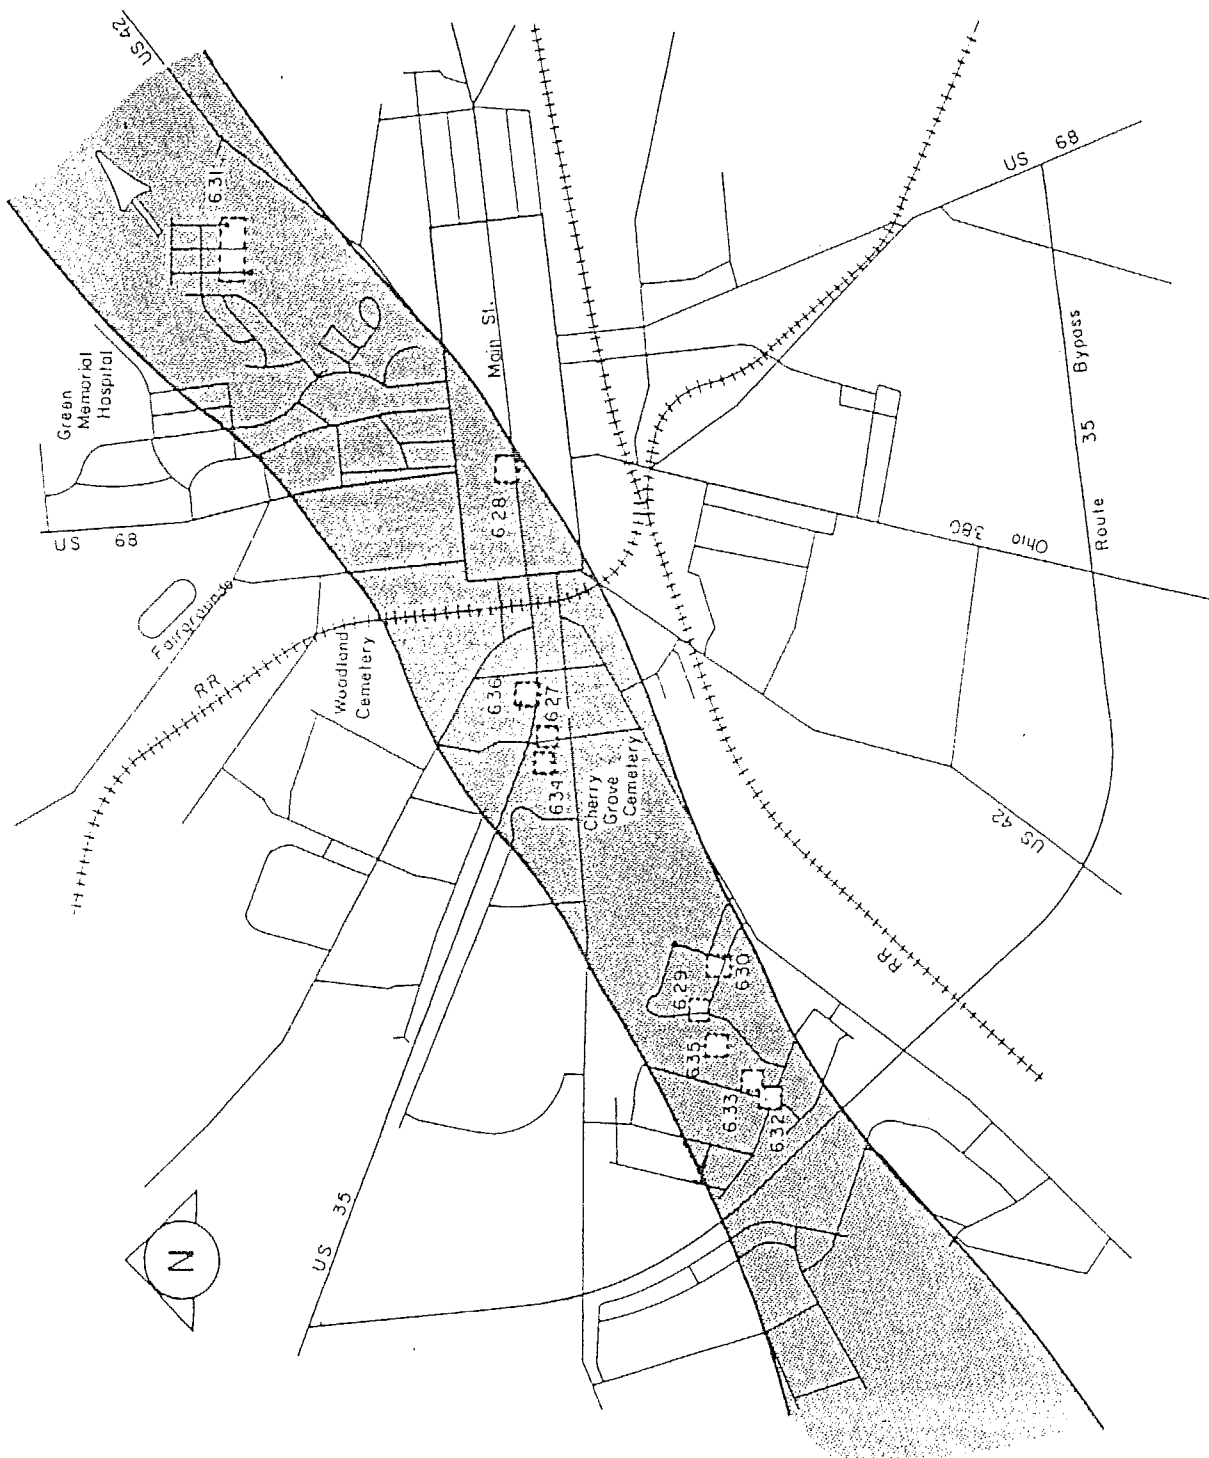 US 42
6.31
Green
Memorial
Hospital
Main St.
US 68
US 68
Fairgrounds
RR
Woodland
Cemetery
6.28
6.36
6.27
6.34
Cherry
Grove
Cemetery
Ohio 380
Route 35 Bypass
US 42
RR
6.29
6.30
6.35
6.33
6.32
US 35
N